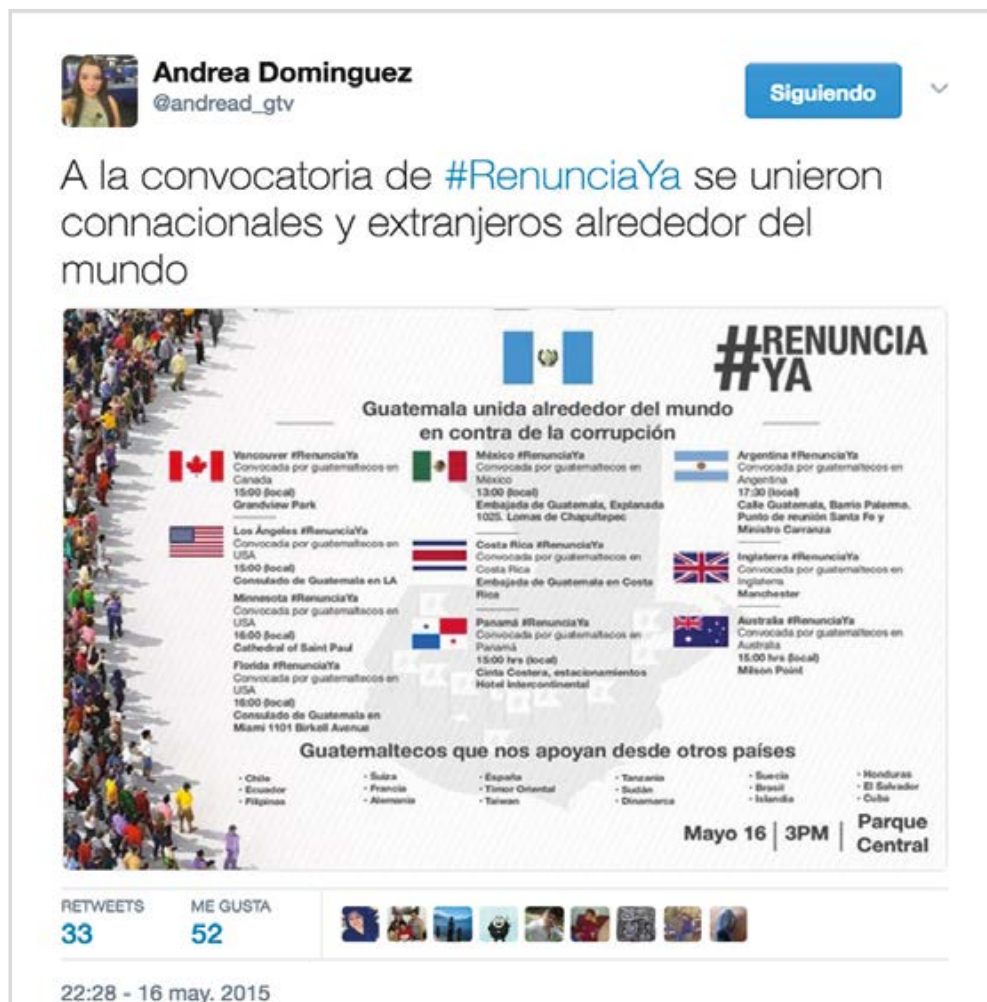 Andrea Dominguez
@andread_gtv
Siguiendo
A la convocatoria de #RenunciaYa se unieron
connacionales y extranjeros alrededor del
mundo
#RENUNCIA
YA
Guatemala unida alrededor del mundo
en contra de la corrupción
Vancouver #RenunciaYa
Convocada por guatemaltecos en
Canada
15:00 (local)
Grandview Park
Los Ángeles #RenunciaYa
Convocada por guatemaltecos en
USA
15:00 (local)
Consulado de Guatemala en LA
Minnesota #RenunciaYa
Convocada por guatemaltecos en
USA
16:00 (local)
Cathedral of Saint Paul
Florida #RenunciaYa
Convocada por guatemaltecos en
USA
16:00 (local)
Consulado de Guatemala en
Miami 1101 Birkell Avenue
México #RenunciaYa
Convocada por guatemaltecos en
México
13:00 (local)
Embajada de Guatemala, Explanada
1025. Lomas de Chapultepec
Costa Rica #RenunciaYa
Convocada por guatemaltecos en
Costa Rica
Embajada de Guatemala en Costa
Rica
Panamá #RenunciaYa
Convocada por guatemaltecos en
Panamá
15:00 hrs (local)
Cinta Costera, estacionamientos
Hotel Intercontinental
Argentina #RenunciaYa
Convocada por guatemaltecos en
Argentina
17:30 (local)
Calle Guatemala, Barrio Palermo.
Punto de reunión Santa Fe y
Ministro Carranza
Inglaterra #RenunciaYa
Convocada por guatemaltecos en
Inglaterra
Manchester
Australia #RenunciaYa
Convocada por guatemaltecos en
Australia
15:00 hrs (local)
Milson Point
Guatemaltecos que nos apoyan desde otros países
- Chile
- Ecuador
- Filipinas
- Suiza
- Francia
- Alemania
- España
- Timor Oriental
- Taiwan
- Tanzania
- Sudán
- Dinamarca
- Suecia
- Brasil
- Islandia
- Honduras
- El Salvador
- Cuba
Mayo 16 | 3PM | Parque
Central
RETWEETS
33
ME GUSTA
52
22:28 - 16 may. 2015